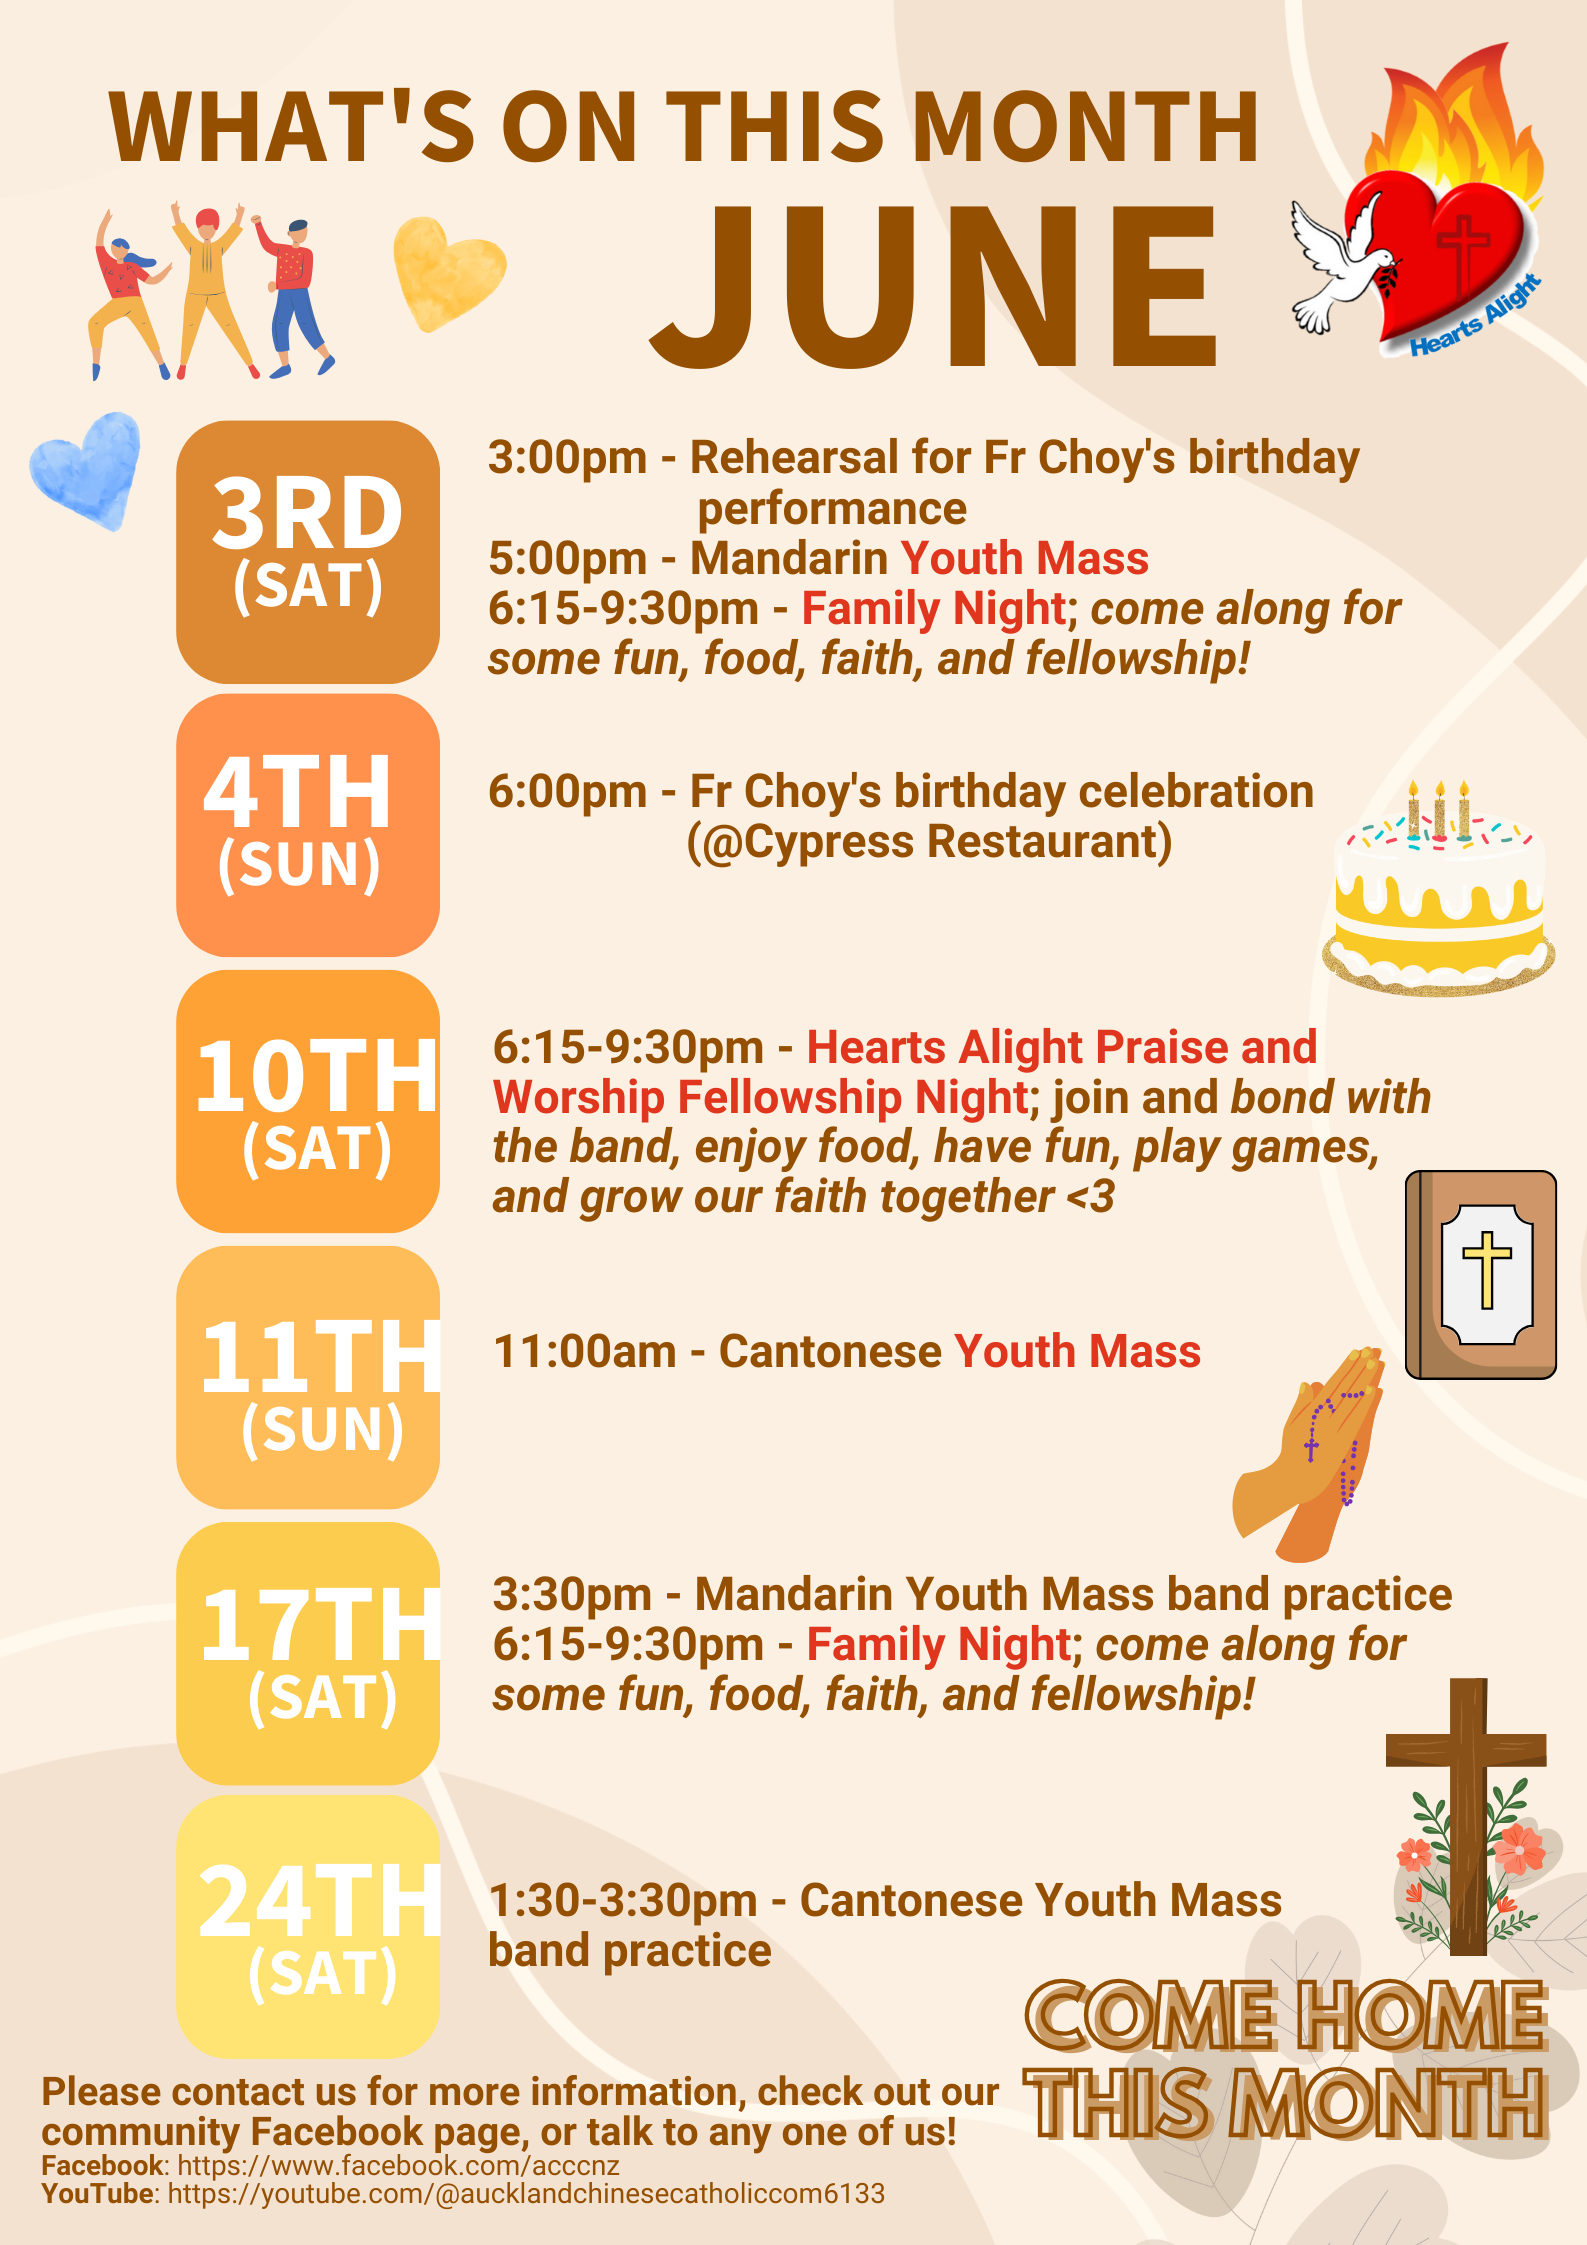 WHAT'S ON THIS MONTH
JUNE
Hearts Alight
3RD
(SAT)
3:00pm - Rehearsal for Fr Choy's birthday
performance
5:00pm - Mandarin Youth Mass
6:15-9:30pm - Family Night; come along for
some fun, food, faith, and fellowship!
4TH
(SUN)
6:00pm - Fr Choy's birthday celebration
(@Cypress Restaurant)
10TH
(SAT)
6:15-9:30pm - Hearts Alight Praise and
Worship Fellowship Night; join and bond with
the band, enjoy food, have fun, play games,
and grow our faith together <3
11TH
(SUN)
11:00am - Cantonese Youth Mass
17TH
(SAT)
3:30pm - Mandarin Youth Mass band practice
6:15-9:30pm - Family Night; come along for
some fun, food, faith, and fellowship!
24TH
(SAT)
1:30-3:30pm - Cantonese Youth Mass
band practice
COME HOME
THIS MONTH
Please contact us for more information, check out our
community Facebook page, or talk to any one of us!
Facebook: https://www.facebook.com/acccnz
YouTube: https://youtube.com/@aucklandchinesecatholiccom6133